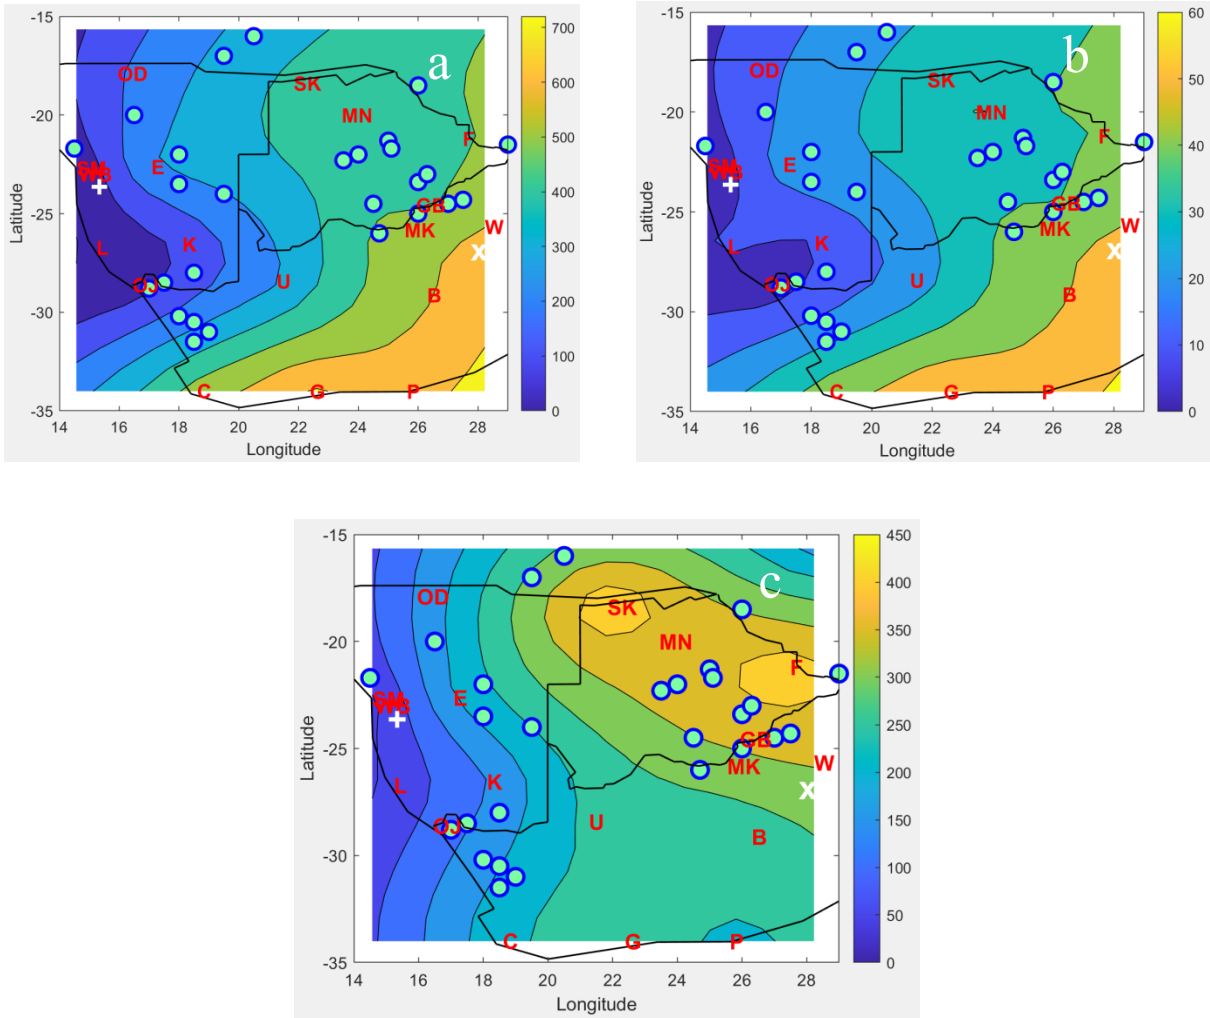 a
-15
-20
-25
-30
-35
14 16 18 20 22 24 26 28
Latitude
Longitude
700
600
500
400
300
200
100
0
OD
SK
MN
F
E
SM
WB
GB
W
MK
K
L
x
U
OJ
B
C
G
P
b
-15
-20
-25
-30
-35
14 16 18 20 22 24 26 28
Latitude
Longitude
60
50
40
30
20
10
0
OD
SK
MN
F
E
SM
WB
GB
W
MK
K
L
x
U
OJ
B
C
G
P
c
-15
-20
-25
-30
-35
14 16 18 20 22 24 26 28
Latitude
Longitude
450
400
350
300
250
200
150
100
50
0
OD
SK
MN
F
E
SM
WB
GB
W
MK
K
L
x
U
OJ
B
C
G
P